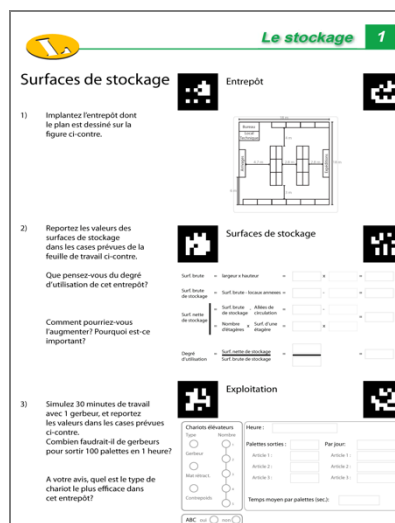 Le stockage 1
Surfaces de stockage
Entrepôt
1) Implantez l'entrepôt dont
le plan est dessiné sur la
figure ci-contre.
Bureau
Local
Technique
2) Reportez les valeurs des
surfaces de stockage
dans les cases prévues de la
feuille de travail ci-contre.
Que pensez-vous du degré
d'utilisation de cet entrepôt?
Comment pourriez-vous
l'augmenter? Pourquoi est-ce
important?
Surfaces de stockage
Surf. brute = largeur x hauteur = x =
Surf. brute
de stockage = Surf. brute - locaux annexes = - =
Surf. nette
de stockage
= Surf. brute
de stockage - Allées de
circulation = - =
= Nombre
d'étagères x Surf. d'une
étagère = x
Degré
d'utilisation = Surf. nette de stockage
Surf. brute de stockage = =
Exploitation
3) Simulez 30 minutes de travail
avec 1 gerbeur, et reportez
les valeurs dans les cases prévues
ci-contre.
Combien faudrait-il de gerbeurs
pour sortir 100 palettes en 1 heure?
A votre avis, quel est le type de
chariot le plus efficace dans
cet entrepôt?
Chariots élévateurs
Type Nombre
Gerbeur
Mat rétract.
Contrepoids
Heure :
Palettes sorties : Par jour:
Article 1 : Article 1 :
Article 2 : Article 2 :
Article 3 : Article 3 :
Temps moyen par palettes (sec.):
ABC oui non